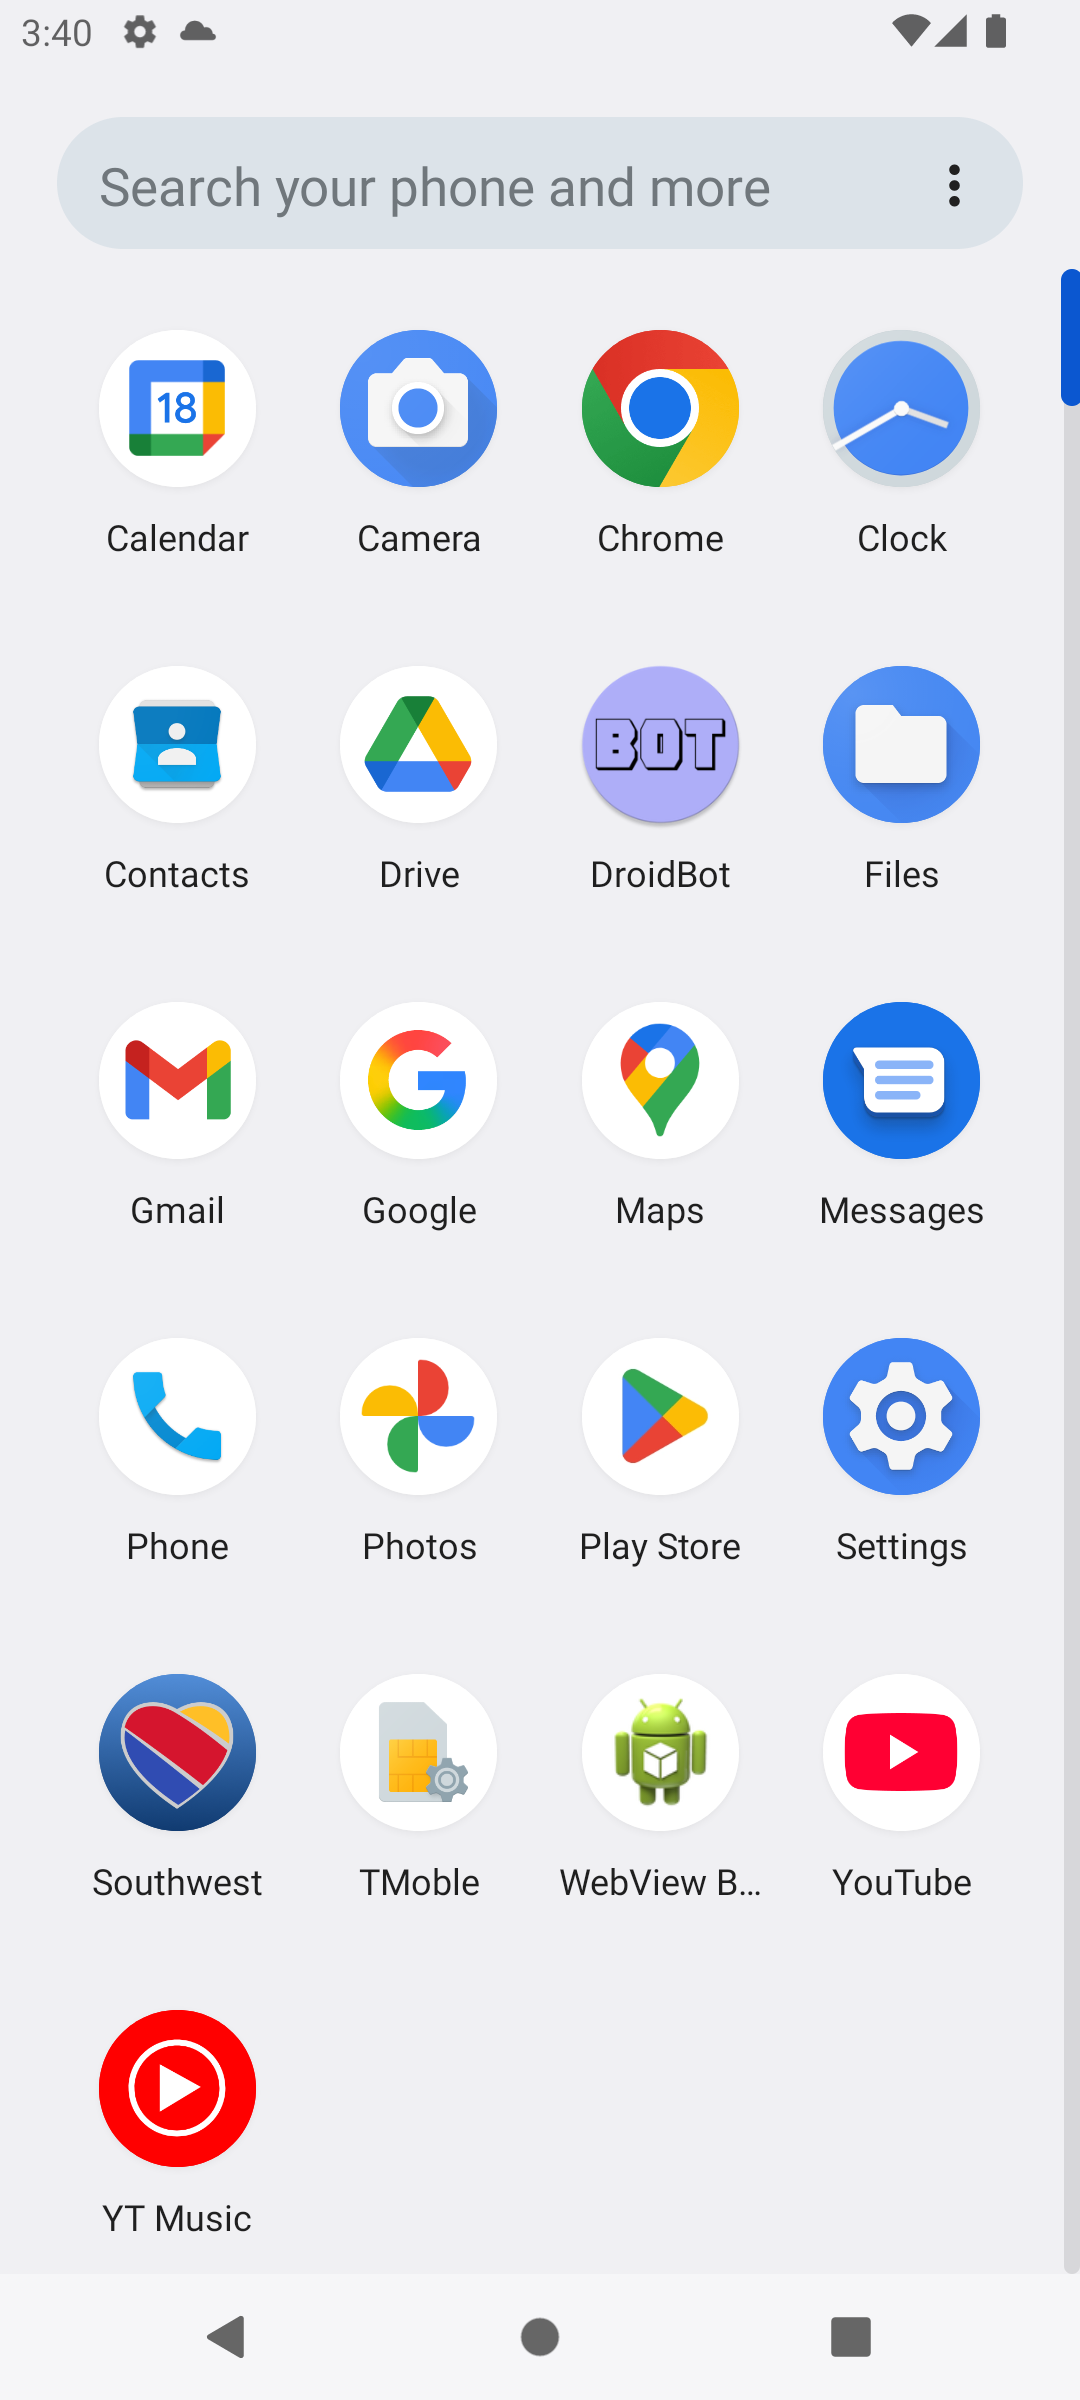 3:40
Search your phone and more
18
Calendar
Camera
Chrome
Clock
BOT
Contacts
Drive
DroidBot
Files
Gmail
Google
Maps
Messages
Phone
Photos
Play Store
Settings
Southwest
TMoble
WebView B...
YouTube
YT Music